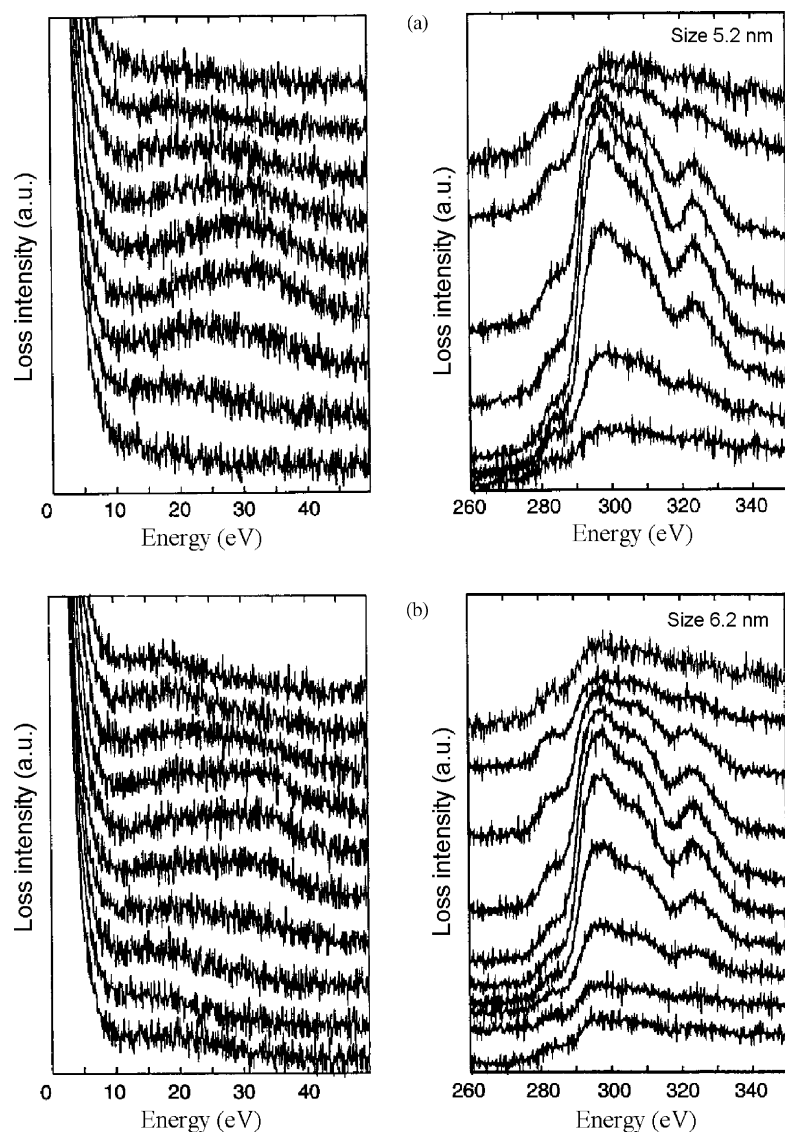 (a)
Size 5.2 nm
Loss intensity (a.u.)
Loss intensity (a.u.)
0 10 20 30 40
260 280 300 320 340
Energy (eV)
Energy (eV)
(b)
Size 6.2 nm
Loss intensity (a.u.)
Loss intensity (a.u.)
0 10 20 30 40
260 280 300 320 340
Energy (eV)
Energy (eV)